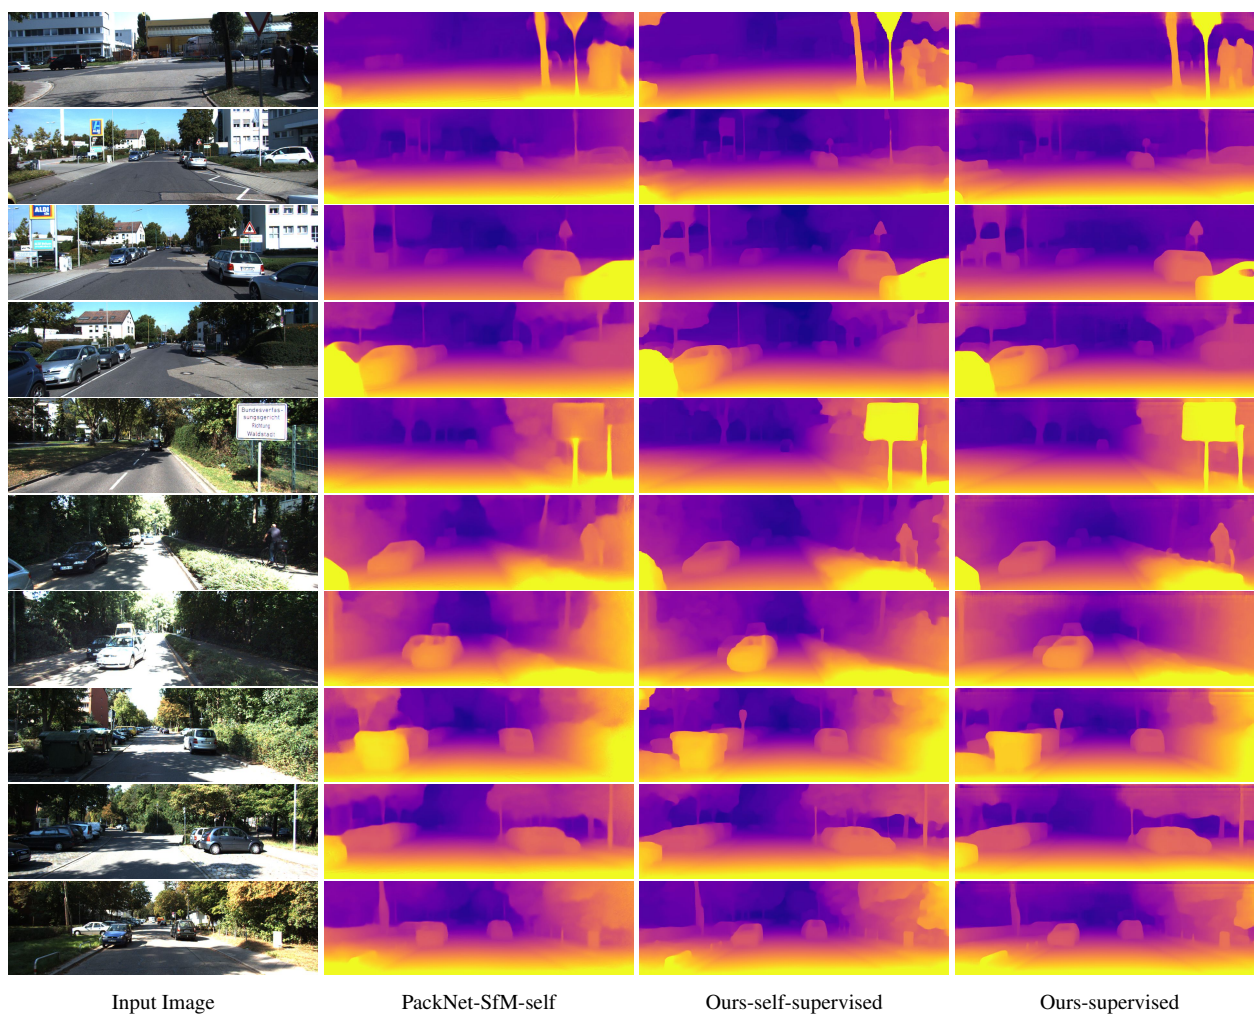 ALDI
Bundesverfas-
sungsgericht
Richtung
Waldstadt
Input Image
PackNet-SfM-self
Ours-self-supervised
Ours-supervised